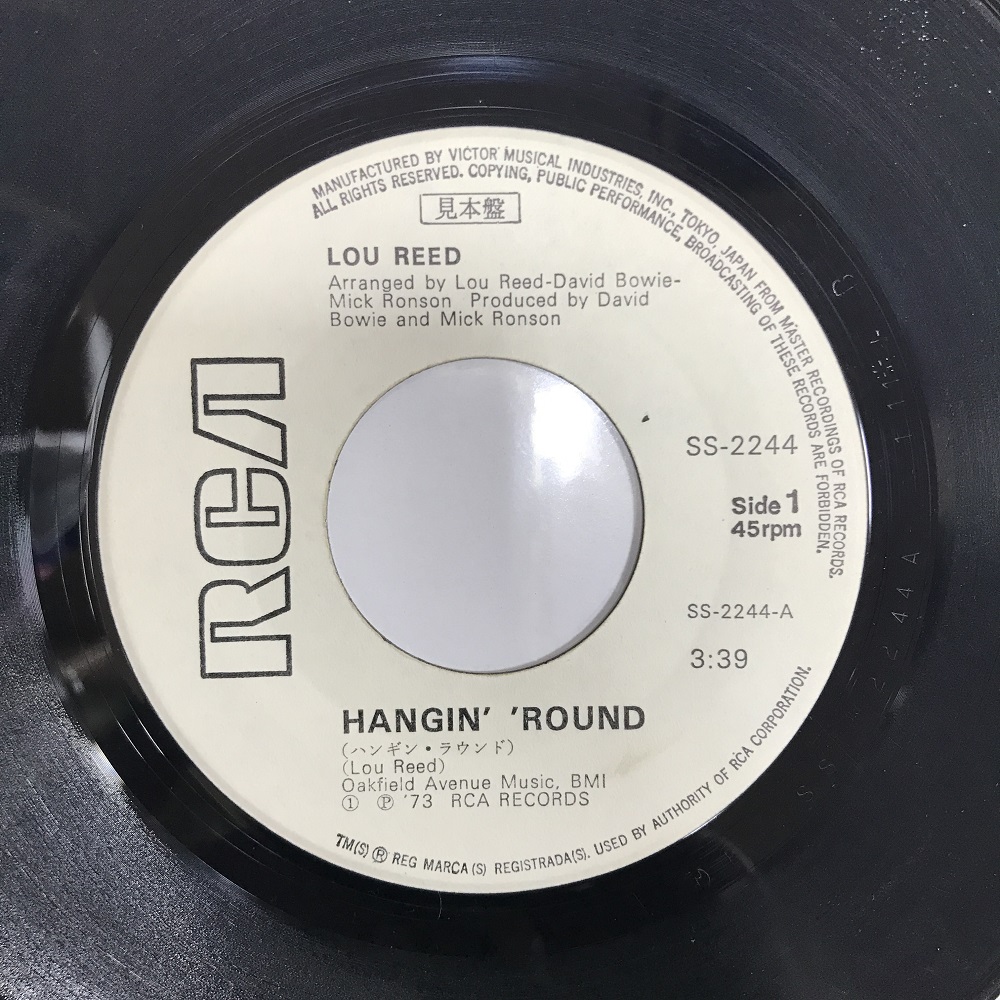 MANUFACTURED BY VICTOR MUSICAL INDUSTRIES, INC., TOKYO, JAPAN FROM MASTER RECORDINGS OF RCA RECORDS.
ALL RIGHTS RESERVED. COPYING, PUBLIC PERFORMANCE, BROADCASTING OF THESE RECORDS ARE FORBIDDEN.
見本盤
LOU REED
Arranged by Lou Reed-David Bowie-
Mick Ronson Produced by David
Bowie and Mick Ronson
RCA
SS-2244
Side 1
45rpm
SS-2244-A
3:39
HANGIN' 'ROUND
(ハンギン・ラウンド)
(Lou Reed)
Oakfield Avenue Music, BMI
① Ⓟ '73 RCA RECORDS
TM(S) ® REG MARCA(S) REGISTRADA(S). USED BY AUTHORITY OF RCA CORPORATION.